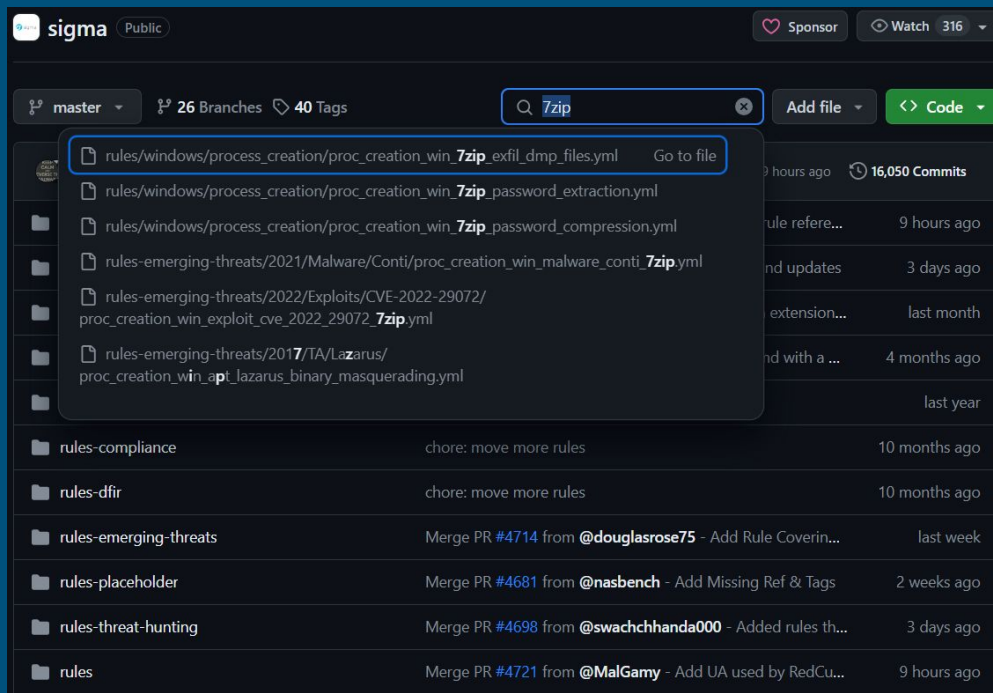 sigma Public Sponsor Watch 316
master 26 Branches 40 Tags 7zip Add file Code
rules/windows/process_creation/proc_creation_win_7zip_exfil_dmp_files.yml Go to file
hours ago 16,050 Commits
rules/windows/process_creation/proc_creation_win_7zip_password_extraction.yml
rules/windows/process_creation/proc_creation_win_7zip_password_compression.yml
rule refere... 9 hours ago
rules-emerging-threats/2021/Malware/Conti/proc_creation_win_malware_conti_7zip.yml
nd updates 3 days ago
rules-emerging-threats/2022/Exploits/CVE-2022-29072/
proc_creation_win_exploit_cve_2022_29072_7zip.yml
extension... last month
rules-emerging-threats/2017/TA/Lazarus/
proc_creation_win_apt_lazarus_binary_masquerading.yml
nd with a ... 4 months ago
last year
rules-compliance chore: move more rules 10 months ago
rules-dfir chore: move more rules 10 months ago
rules-emerging-threats Merge PR #4714 from @douglasrose75 - Add Rule Coverin... last week
rules-placeholder Merge PR #4681 from @nasbench - Add Missing Ref & Tags 2 weeks ago
rules-threat-hunting Merge PR #4698 from @swachchhanda000 - Added rules th... 3 days ago
rules Merge PR #4721 from @MalGamy - Add UA used by RedCu... 9 hours ago